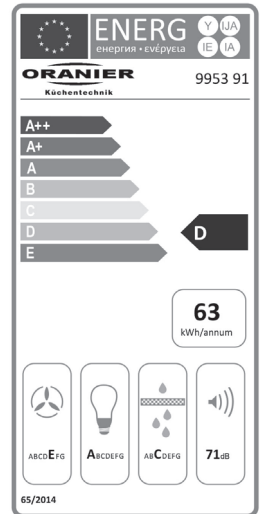 ENERG
енергия · ενέργεια
Y IJA
IE IA
ORANIER
Küchentechnik
9953 91
A++
A+
A
B
C
D
E
D
63
kWh/annum
ABCDEFG
ABCDEFG
ABCDEFG
71dB
65/2014